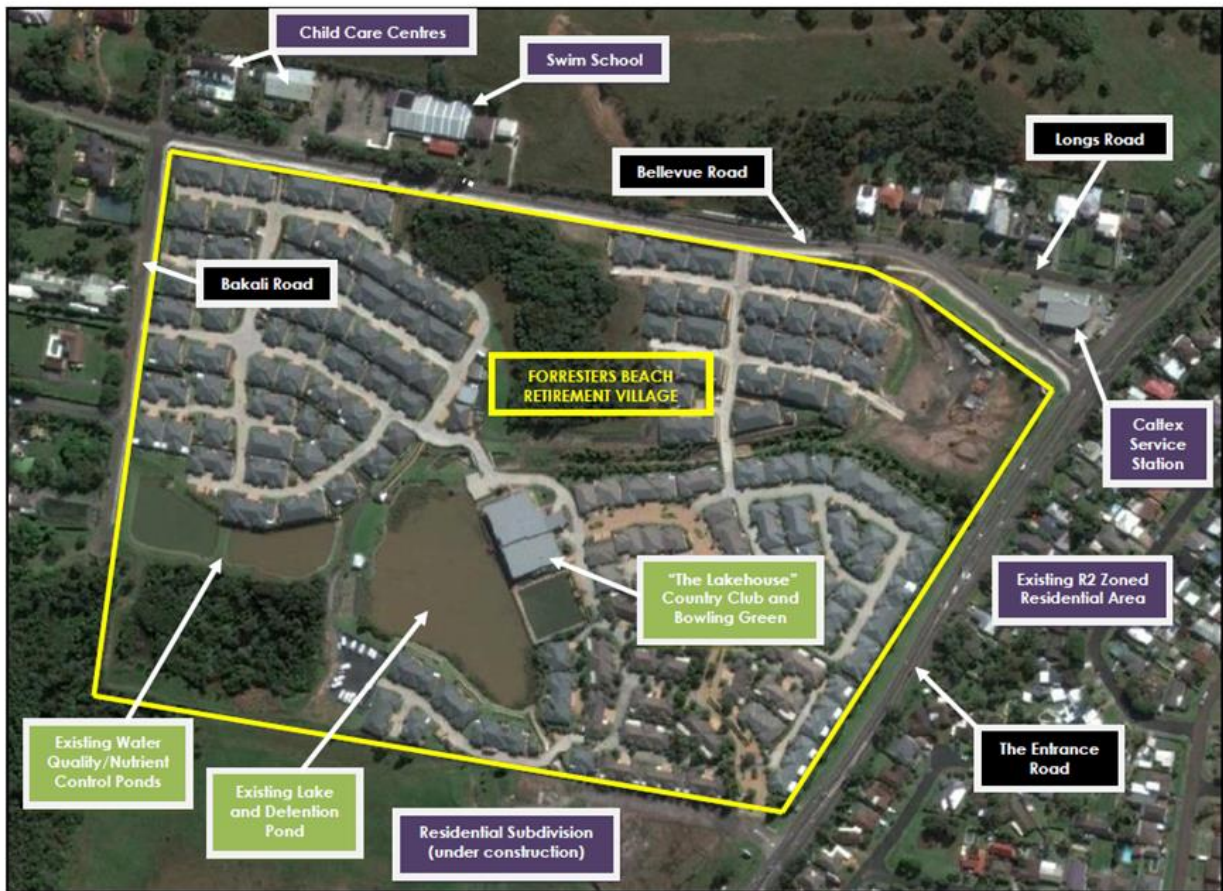 Child Care Centres
Swim School
Longs Road
Bellevue Road
Bakali Road
FORRESTERS BEACH
RETIREMENT VILLAGE
Caltex
Service
Station
"The Lakehouse"
Country Club and
Bowling Green
Existing R2 Zoned
Residential Area
Existing Water
Quality/Nutrient
Control Ponds
Existing Lake
and Detention
Pond
The Entrance
Road
Residential Subdivision
(under construction)